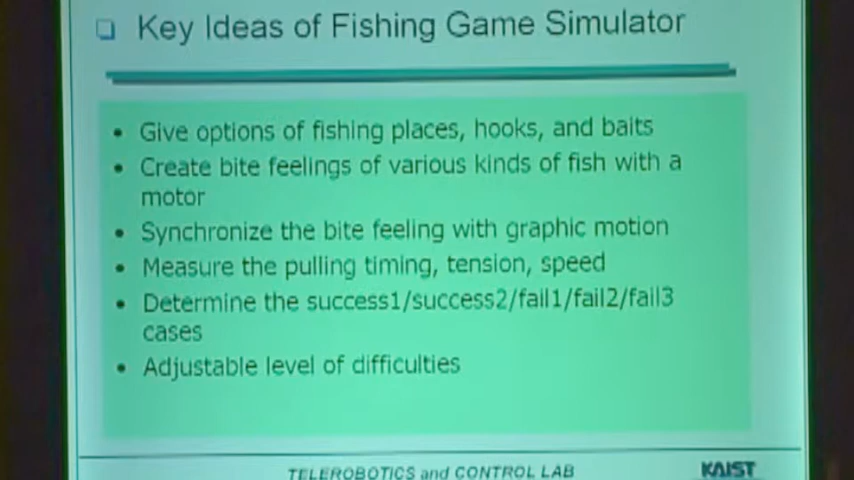 Key Ideas of Fishing Game Simulator
• Give options of fishing places, hooks, and baits
• Create bite feelings of various kinds of fish with a
motor
• Synchronize the bite feeling with graphic motion
• Measure the pulling timing, tension, speed
• Determine the success1/success2/fail1/fail2/fail3
cases
• Adjustable level of difficulties
TELEROBOTICS and CONTROL LAB
KAIST